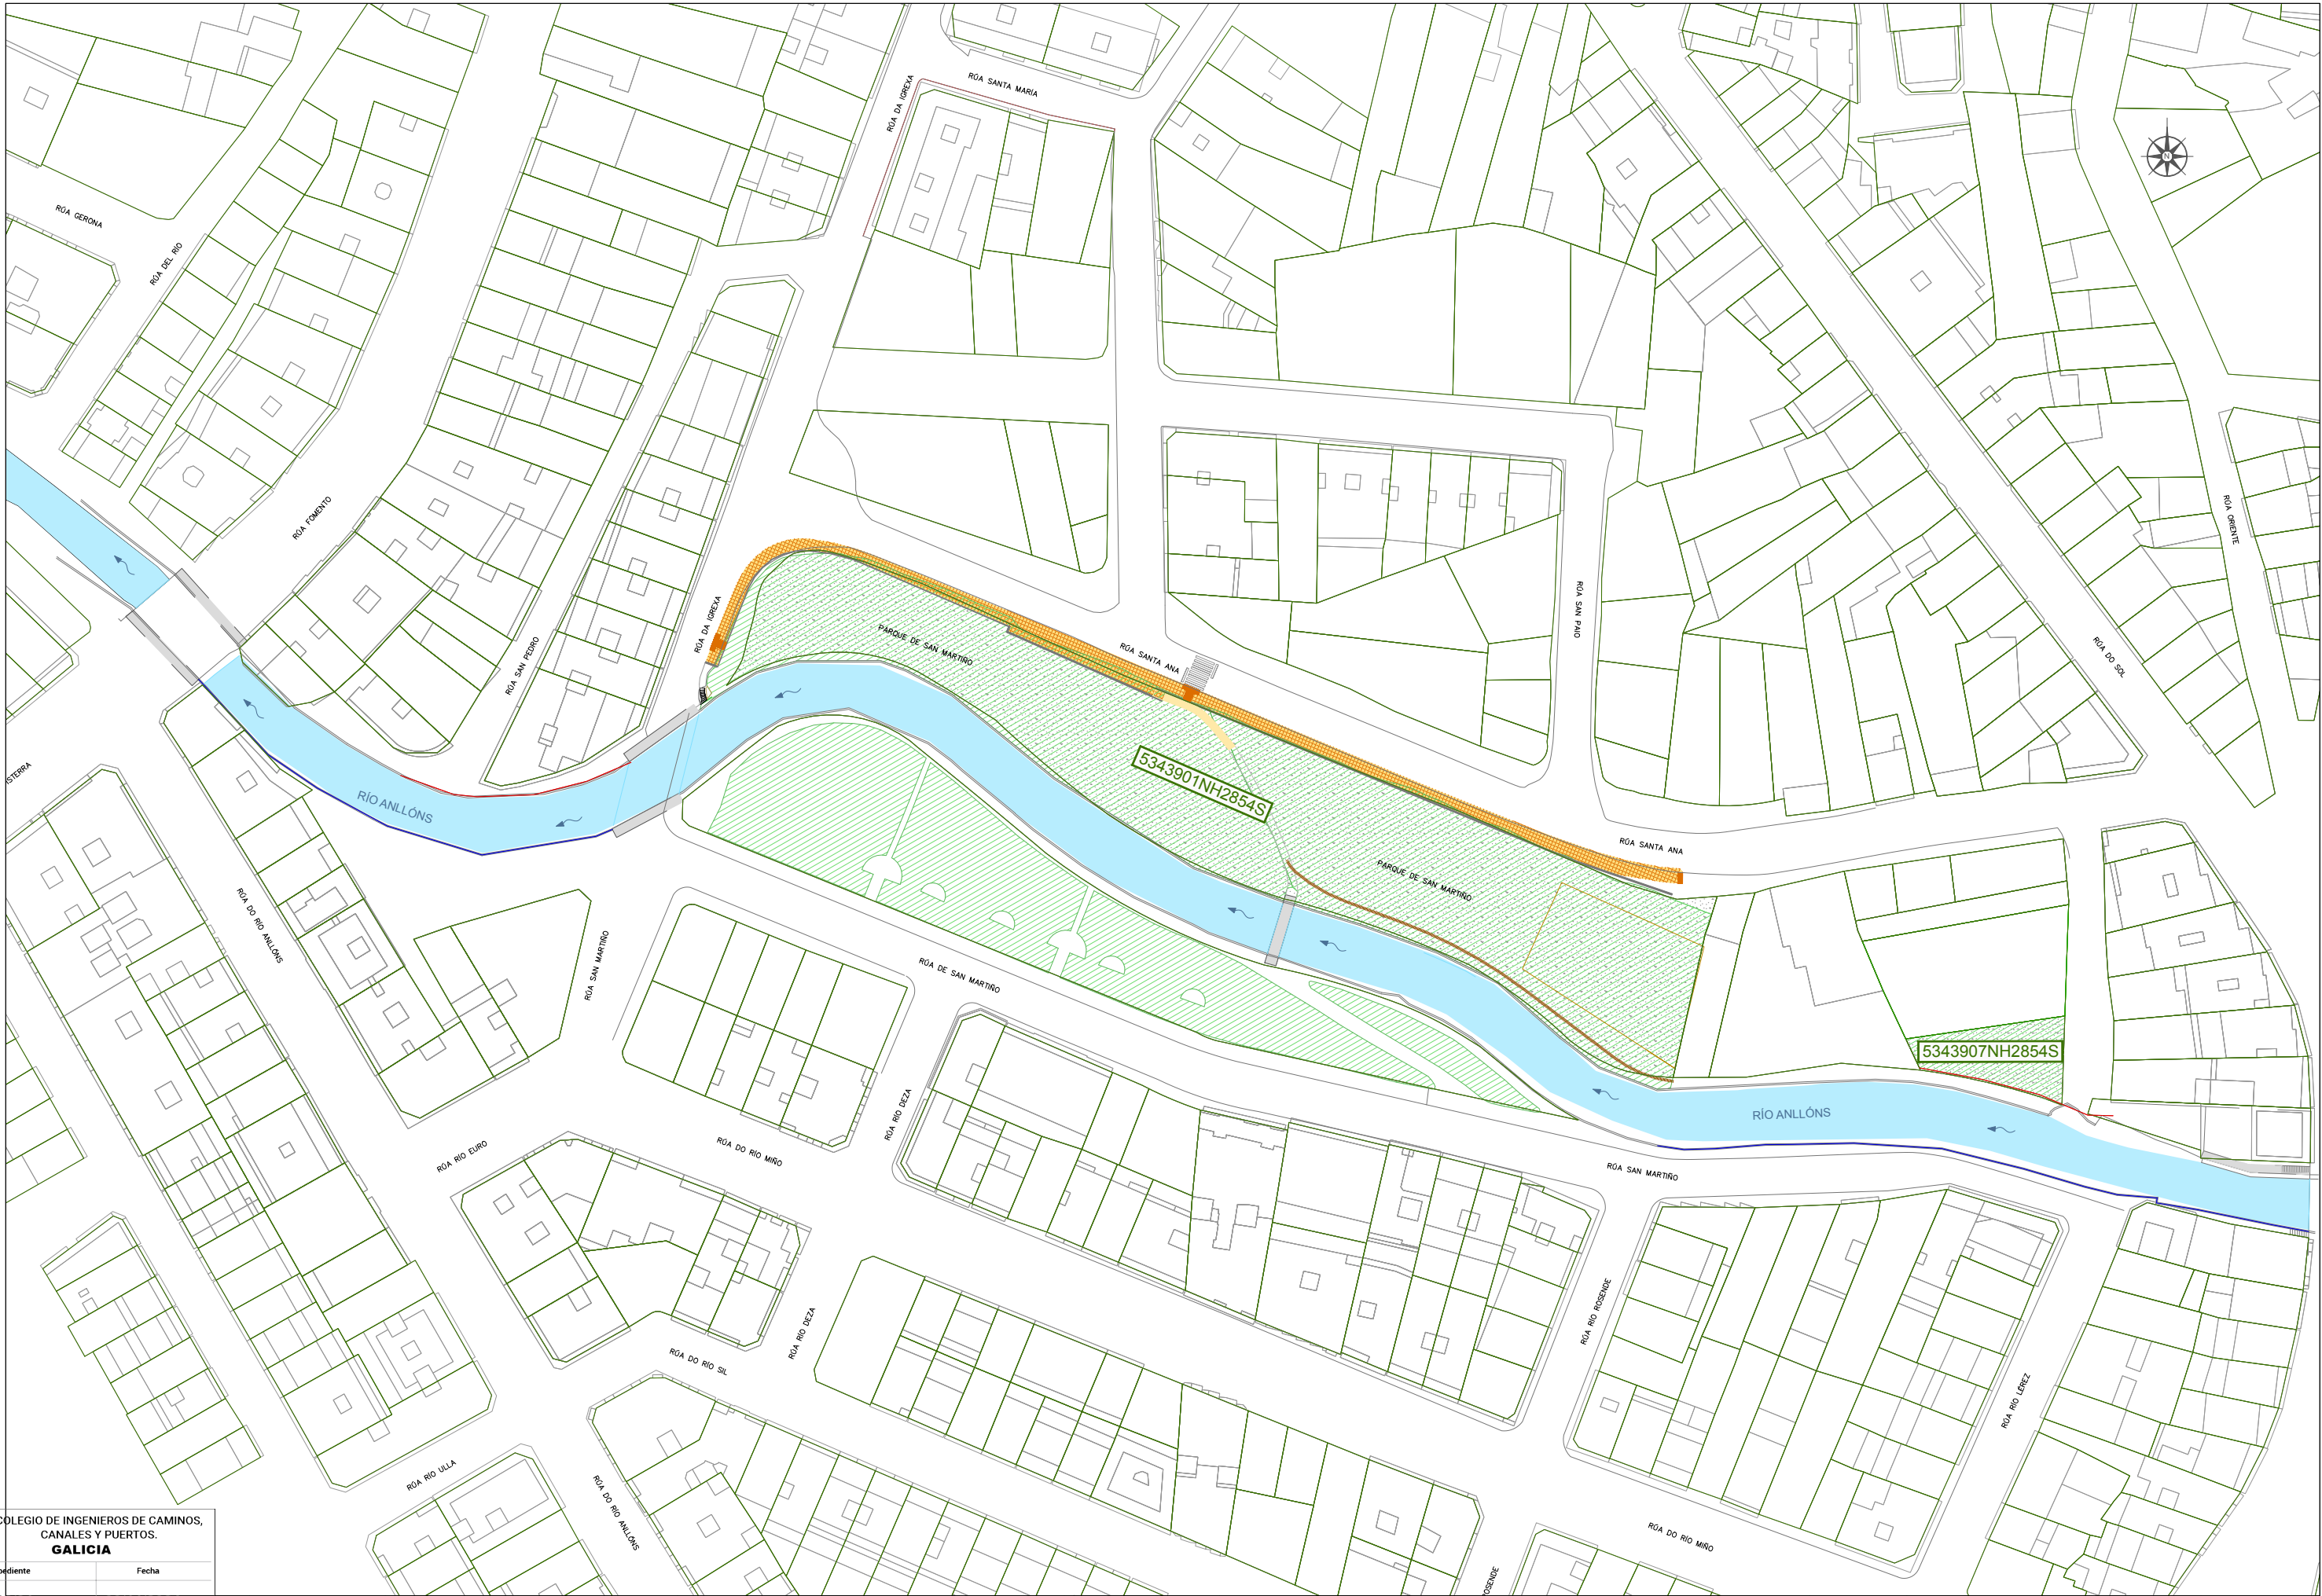 RÚA SANTA MARÍA
RÚA DA IGREXA
N
RÚA GERONA
RÚA DEL RÍO
RÚA FOMENTO
RÚA ORIENTE
RÚA SAN PAIO
RÚA DA IGREXA
PARQUE DE SAN MARTIÑO
RÚA SANTA ANA
RÚA SAN PEDRO
RÚA DO SOL
5343901NH2854S
RÍO ANLLÓNS
RÚA SANTA ANA
PARQUE DE SAN MARTIÑO
RÚA DO RÍO ANLLÓNS
RÚA SAN MARTIÑO
RÚA DE SAN MARTIÑO
5343907NH2854S
RÍO ANLLÓNS
RÚA RÍO DEZA
RÚA RÍO EURO
RÚA DO RÍO MIÑO
RÚA SAN MARTIÑO
RÚA RÍO ROSENDE
RÚA RÍO DEZA
RÚA DO RÍO SIL
RÚA RÍO LÉREZ
RÚA RÍO ULLA
RÚA DO RÍO ANLLÓNS
RÚA DO RÍO MIÑO
COLEGIO DE INGENIEROS DE CAMINOS,
CANALES Y PUERTOS.
GALICIA
Fecha